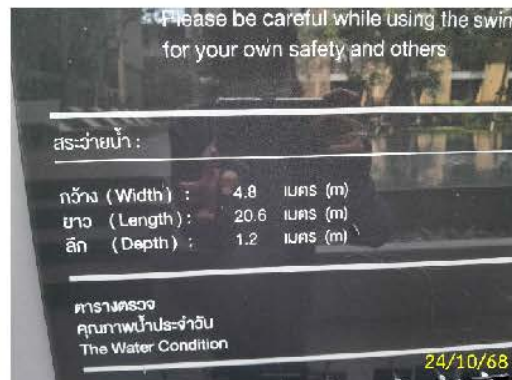 Please be careful while using the swim
for your own safety and others
สระว่ายน้ำ :
กว้าง (Width) : 4.8 เมตร (m)
ยาว (Length) : 20.6 เมตร (m)
ลึก (Depth) : 1.2 เมตร (m)
ตารางตรวจ
คุณภาพน้ำประจำวัน
The Water Condition
24/10/68